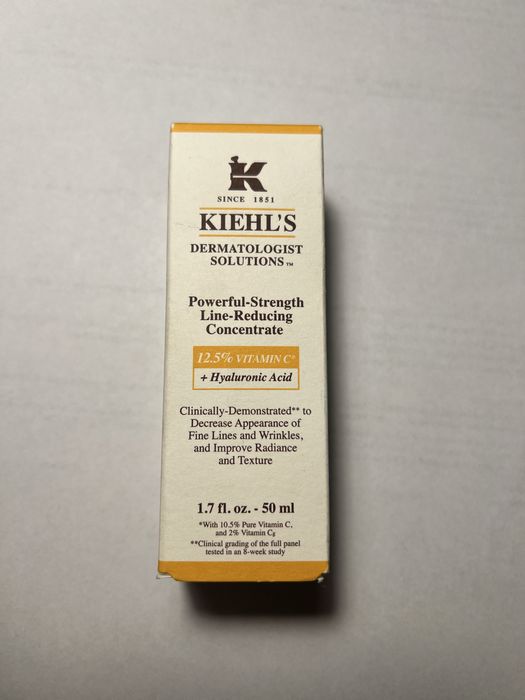 K
SINCE 1851
KIEHL'S
DERMATOLOGIST
SOLUTIONS™
Powerful-Strength
Line-Reducing
Concentrate
12.5% VITAMIN C*
+ Hyaluronic Acid
Clinically-Demonstrated** to
Decrease Appearance of
Fine Lines and Wrinkles,
and Improve Radiance
and Texture
1.7 fl. oz. - 50 ml
*With 10.5% Pure Vitamin C,
and 2% Vitamin Cg
**Clinical grading of the full panel
tested in an 8-week study